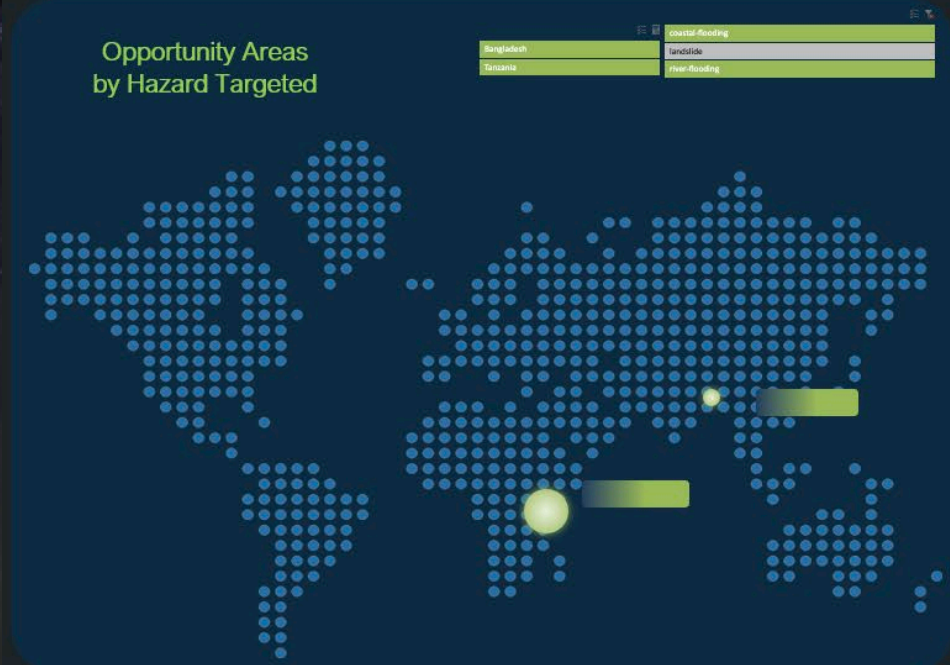 Opportunity Areas
by Hazard Targeted
Bangladesh
Tanzania
coastal-flooding
landslide
river-flooding